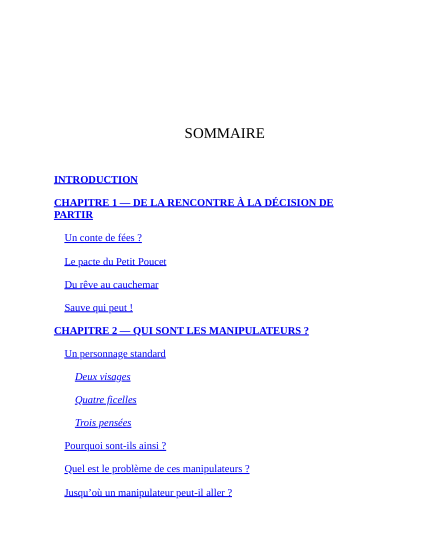 SOMMAIRE
INTRODUCTION
CHAPITRE 1 — DE LA RENCONTRE À LA DÉCISION DE
PARTIR
Un conte de fées ?
Le pacte du Petit Poucet
Du rêve au cauchemar
Sauve qui peut !
CHAPITRE 2 — QUI SONT LES MANIPULATEURS ?
Un personnage standard
Deux visages
Quatre ficelles
Trois pensées
Pourquoi sont-ils ainsi ?
Quel est le problème de ces manipulateurs ?
Jusqu’où un manipulateur peut-il aller ?